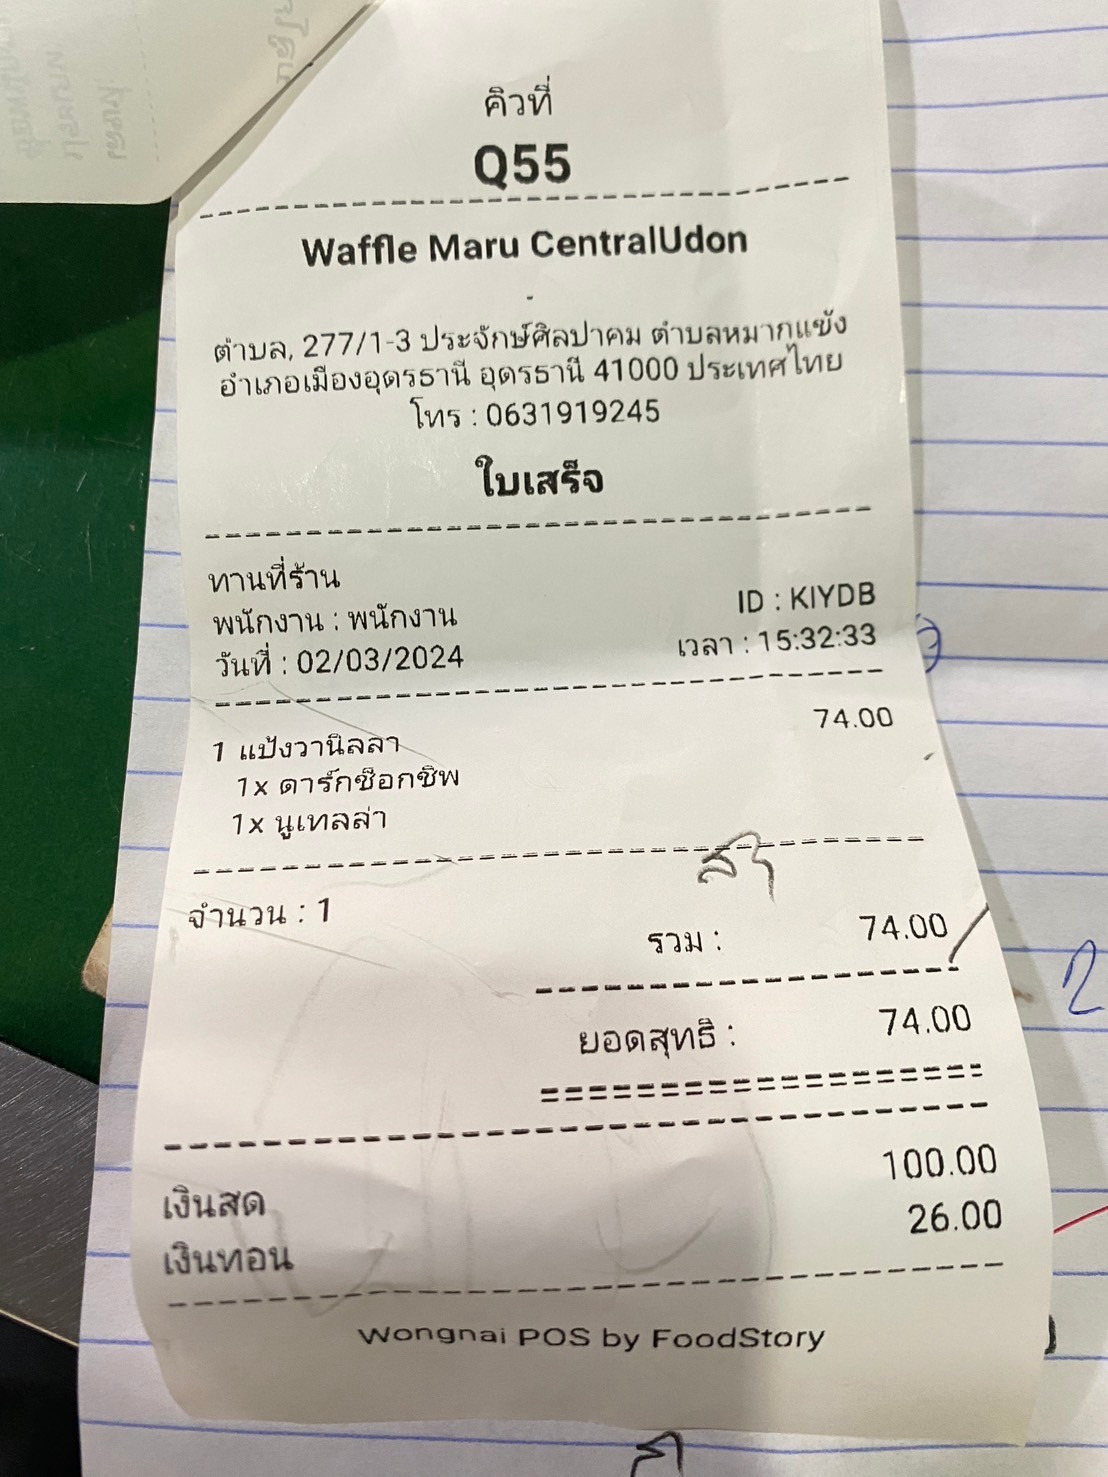 คิวที่
Q55
Waffle Maru CentralUdon
-
ตำบล, 277/1-3 ประจักษ์ศิลปาคม ตำบลหมากแข้ง
อำเภอเมืองอุดรธานี อุดรธานี 41000 ประเทศไทย
โทร : 0631919245
ใบเสร็จ
ทานที่ร้าน
พนักงาน : พนักงาน ID : KIYDB
วันที่ : 02/03/2024 เวลา : 15:32:33
1 แป้งวานิลลา 74.00
1x ดาร์กช็อกชิพ
1x นูเทลล่า
จำนวน : 1
รวม : 74.00
ยอดสุทธิ : 74.00
เงินสด 100.00
เงินทอน 26.00
Wongnai POS by FoodStory